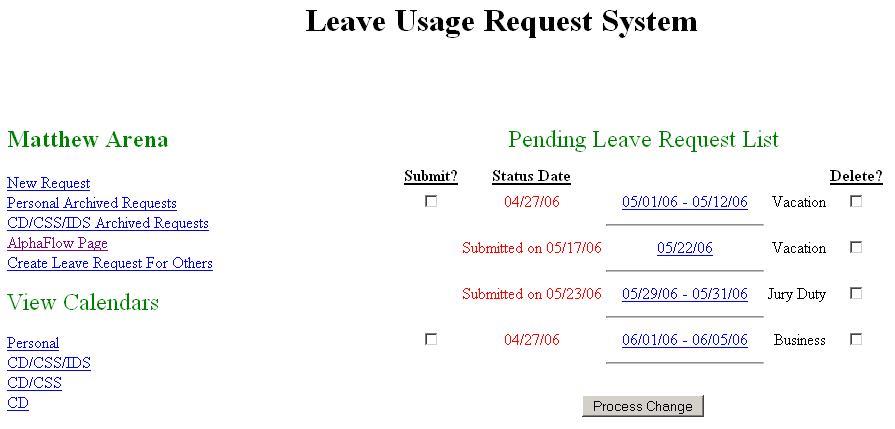 Leave Usage Request System
Matthew Arena
New Request
Personal Archived Requests
CD/CSS/IDS Archived Requests
AlphaFlow Page
Create Leave Request For Others
View Calendars
Personal
CD/CSS/IDS
CD/CSS
CD
Pending Leave Request List
Submit? Status Date Delete?
04/27/06 05/01/06 - 05/12/06 Vacation
Submitted on 05/17/06 05/22/06 Vacation
Submitted on 05/23/06 05/29/06 - 05/31/06 Jury Duty
04/27/06 06/01/06 - 06/05/06 Business
Process Change